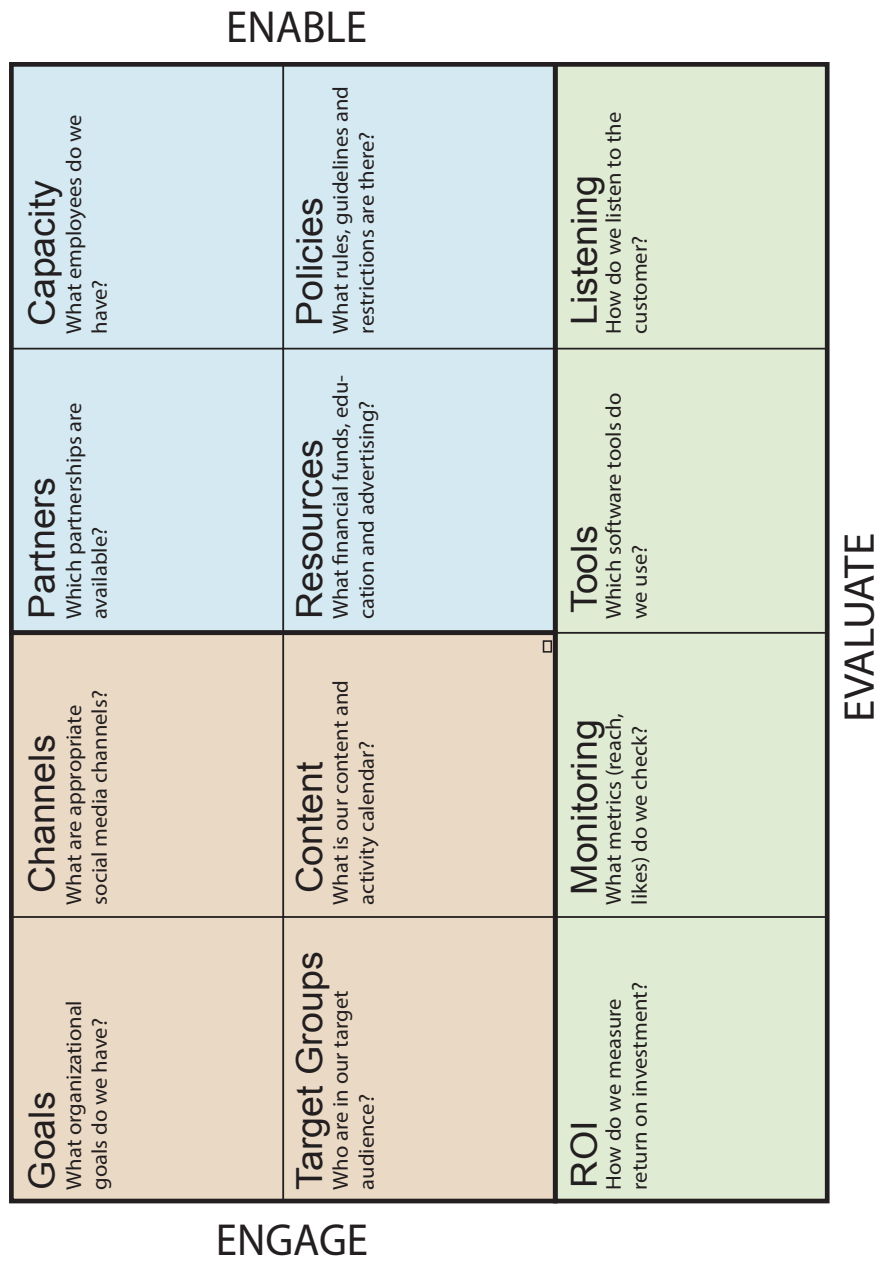 ENGAGE
ENABLE
Goals
What organizational
goals do we have?
Channels
What are appropriate
social media channels?
Partners
Which partnerships are
available?
Capacity
What employees do we
have?
Target Groups
Who are in our target
audience?
Content
What is our content and
activity calendar?
Resources
What financial funds, edu-
cation and advertising?
Policies
What rules, guidelines and
restrictions are there?
ROI
How do we measure
return on investment?
Monitoring
What metrics (reach,
likes) do we check?
Tools
Which software tools do
we use?
Listening
How do we listen to the
customer?
EVALUATE